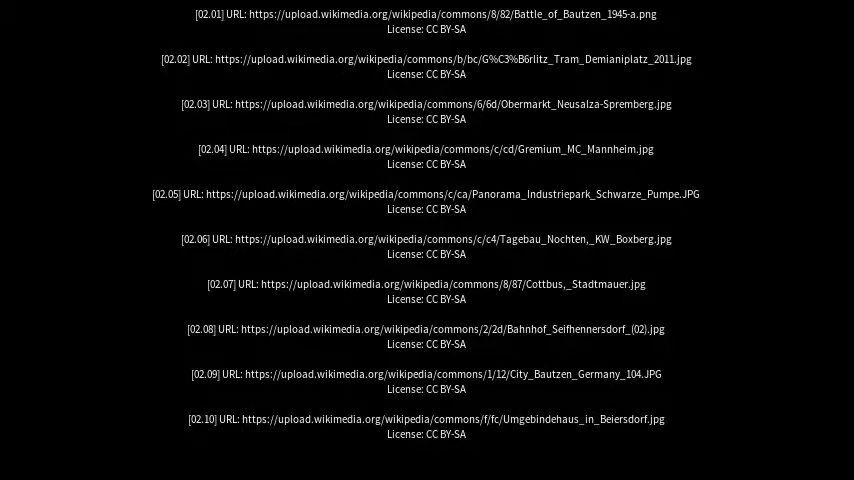 [02.01] URL: https://upload.wikimedia.org/wikipedia/commons/8/82/Battle_of_Bautzen_1945-a.png
License: CC BY-SA
[02.02] URL: https://upload.wikimedia.org/wikipedia/commons/b/bc/G%C3%B6rlitz_Tram_Demianiplatz_2011.jpg
License: CC BY-SA
[02.03] URL: https://upload.wikimedia.org/wikipedia/commons/6/6d/Obermarkt_Neusalza-Spremberg.jpg
License: CC BY-SA
[02.04] URL: https://upload.wikimedia.org/wikipedia/commons/c/cd/Gremium_MC_Mannheim.jpg
License: CC BY-SA
[02.05] URL: https://upload.wikimedia.org/wikipedia/commons/c/ca/Panorama_Industriepark_Schwarze_Pumpe.JPG
License: CC BY-SA
[02.06] URL: https://upload.wikimedia.org/wikipedia/commons/c/c4/Tagebau_Nochten,_KW_Boxberg.jpg
License: CC BY-SA
[02.07] URL: https://upload.wikimedia.org/wikipedia/commons/8/87/Cottbus,_Stadtmauer.jpg
License: CC BY-SA
[02.08] URL: https://upload.wikimedia.org/wikipedia/commons/2/2d/Bahnhof_Seifhennersdorf_(02).jpg
License: CC BY-SA
[02.09] URL: https://upload.wikimedia.org/wikipedia/commons/1/12/City_Bautzen_Germany_104.JPG
License: CC BY-SA
[02.10] URL: https://upload.wikimedia.org/wikipedia/commons/f/fc/Umgebindehaus_in_Beiersdorf.jpg
License: CC BY-SA